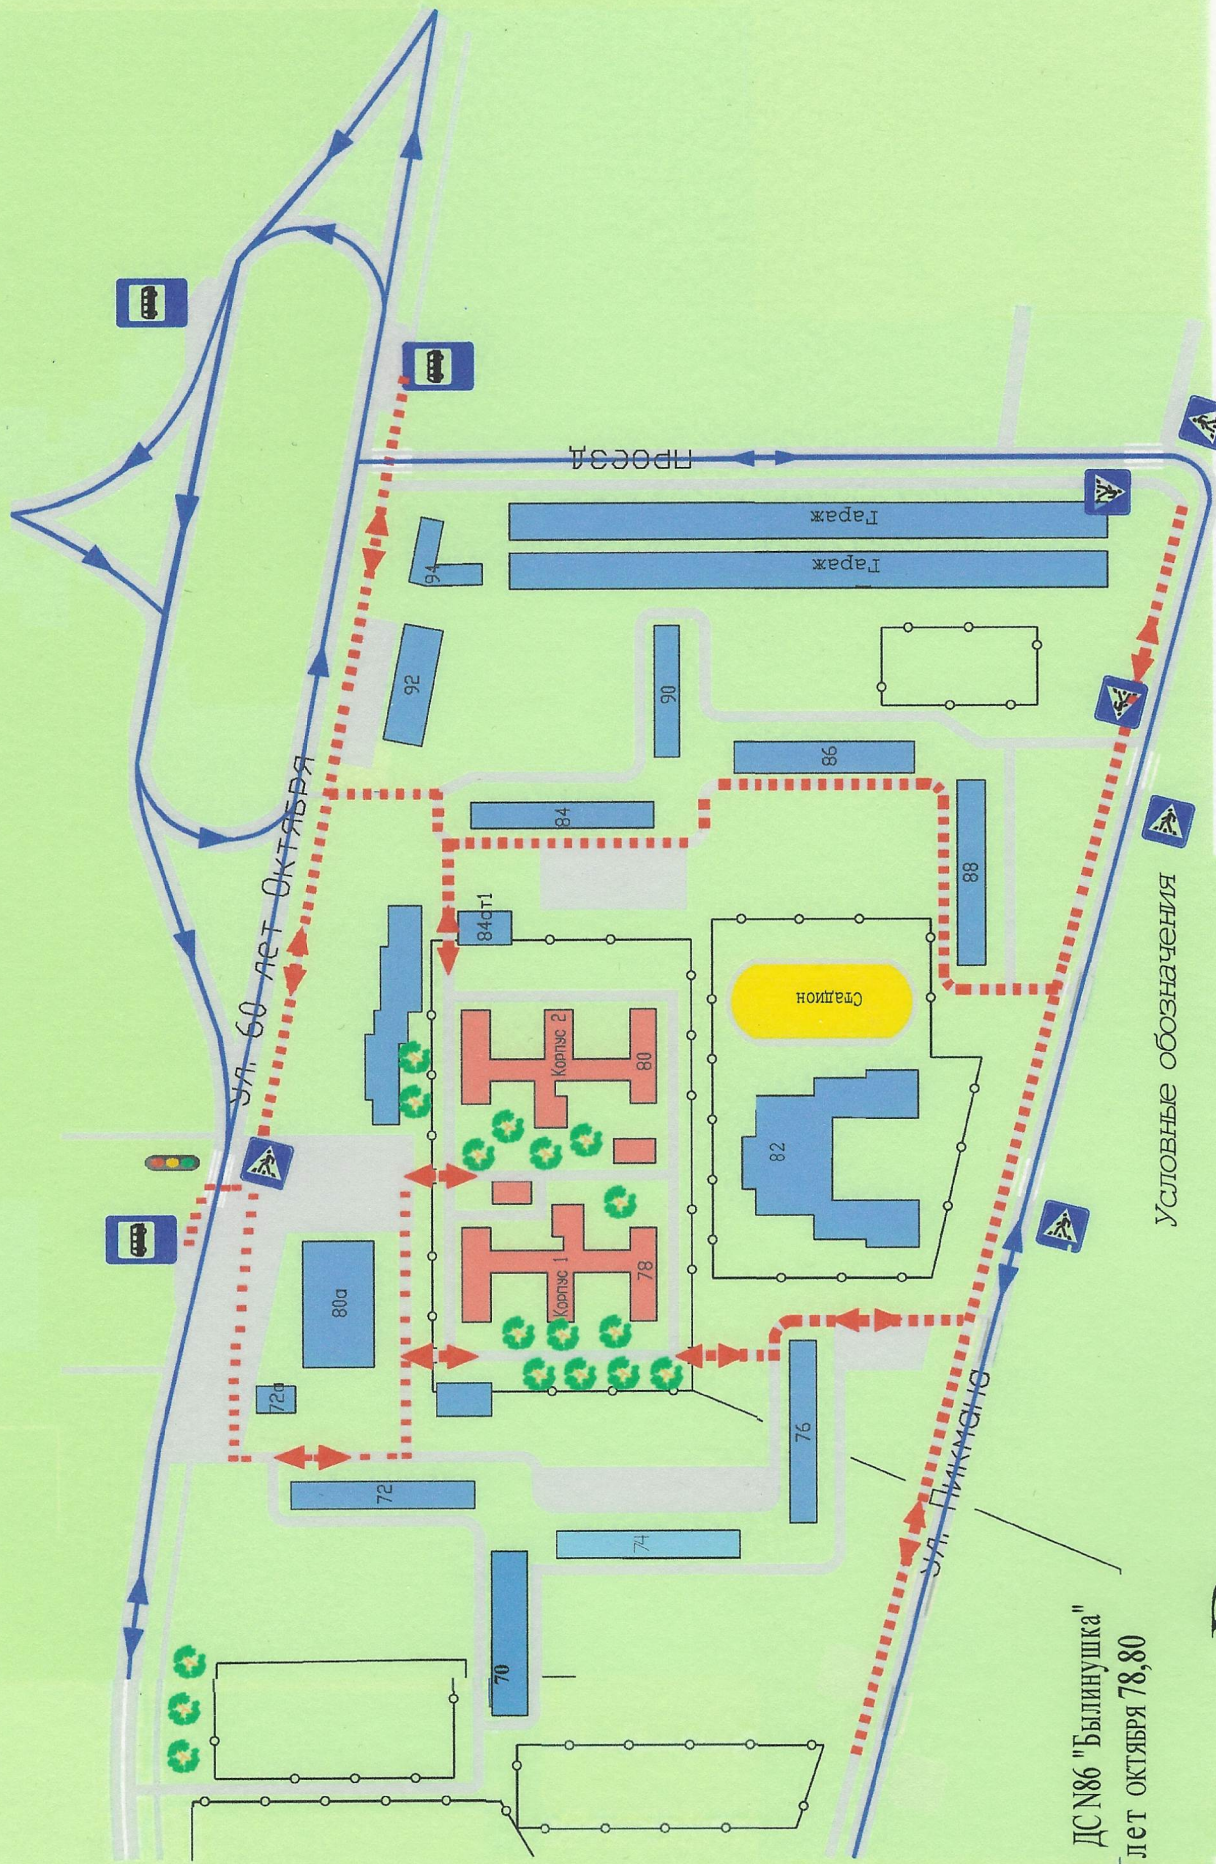 УЛ. 60 лет ОКТЯБРЯ
ПРОЕЗД
94
92
Гараж
Гараж
90
86
84
88
84ст1
Корпус 2
80
Стадион
82
Корпус 1
78
80а
72а
76
72
74
70
УЛ. Пикмана
Условные обозначения
ДС N86 "Былинушка"
лет ОКТЯБРЯ 78,80